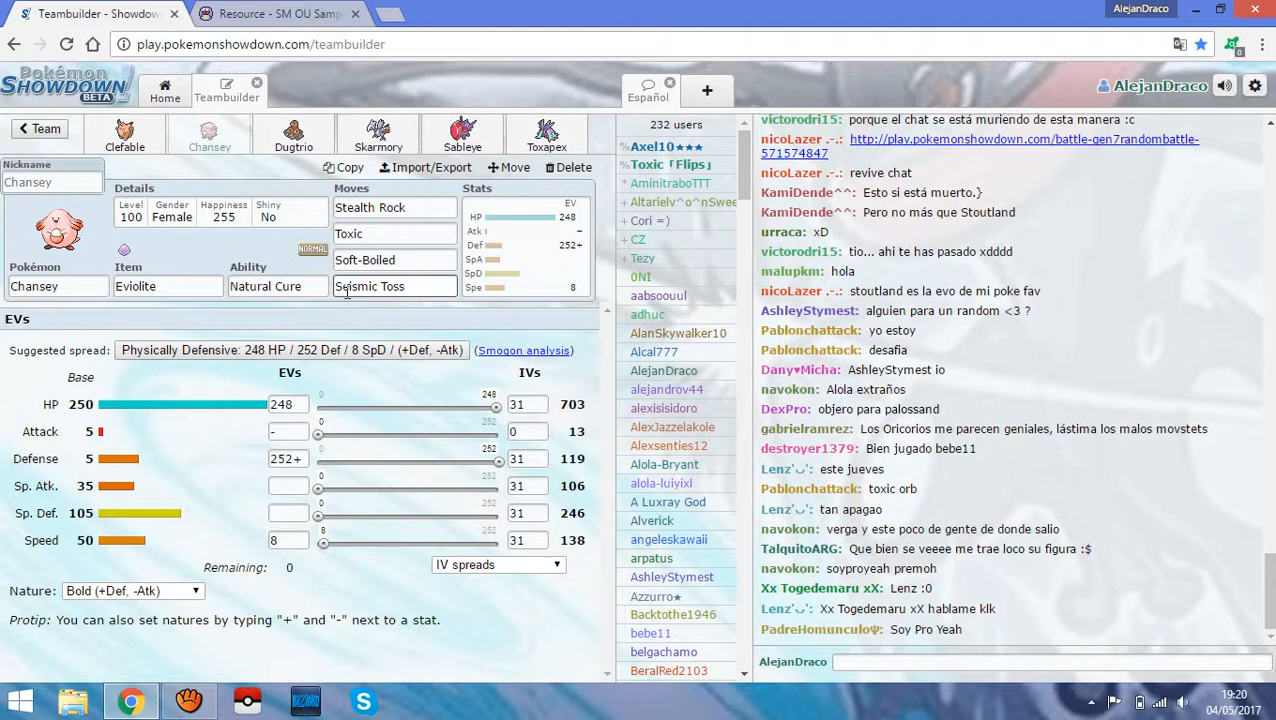 Teambuilder - Showdow
Resource - SM OU Samp
AlejanDraco
play.pokemonshowdown.com/teambuilder
Pokémon
SHOWDOWN
BETA
Home
Teambuilder
Español
+
AlejanDraco
Team
Clefable
Chansey
Dugtrio
Skarmory
Sableye
Toxapex
Copy
Import/Export
Move
Delete
Nickname
Chansey
Details
Level
100
Gender
Female
Happiness
255
Shiny
No
NORMAL
Pokémon
Chansey
Item
Eviolite
Ability
Natural Cure
Moves
Stealth Rock
Toxic
Soft-Boiled
Seismic Toss
Stats
EV
HP 248
Atk -
Def 252+
SpA
SpD
Spe 8
EVs
Suggested spread: Physically Defensive: 248 HP / 252 Def / 8 SpD / (+Def, -Atk) (Smogon analysis)
Base EVs IVs
HP 250 248 0 248 31 703
Attack 5 - 0 0 13
Defense 5 252+ 0 252 31 119
Sp. Atk. 35 0 31 106
Sp. Def. 105 0 31 246
Speed 50 8 8 252 31 138
Remaining: 0
IV spreads
Nature: Bold (+Def, -Atk)
Protip: You can also set natures by typing "+" and "-" next to a stat.
232 users
%Axel10★★★
%Toxic「Flips」
* AminitraboTTT
+ Altarielv^o^nSwee
+ Cori =)
+ CZ
+ Tezy
0NI
aabsoouul
adhuc
AlanSkywalker10
Alcal777
AlejanDraco
alejandrov44
alexisisidoro
AlexJazzelakole
Alexsenties12
Alola-Bryant
alola-luiyixl
A Luxray God
Alverick
angeleskawaii
arpatus
AshleyStymest
Azzurro★
Backtothe1946
bebe11
belgachamo
BeralRed2103
victorodri15: porque el chat se está muriendo de esta manera :c
nicoLazer .-.: http://play.pokemonshowdown.com/battle-gen7randombattle-
571574847
nicoLazer .-.: revive chat
KamiDende^^: Esto si está muerto.}
KamiDende^^: Pero no más que Stoutland
urraca: xD
victorodri15: tio... ahi te has pasado xdddd
malupkm: hola
nicoLazer .-.: stoutland es la evo de mi poke fav
AshleyStymest: alguien para un random <3 ?
Pablonchattack: yo estoy
Pablonchattack: desafia
Dany♥Micha: AshleyStymest io
navokon: Alola extraños
DexPro: objero para palossand
gabrielramrez: Los Oricorios me parecen geniales, lástima los malos movstets
destroyer1379: Bien jugado bebe11
Lenz'◡': este jueves
Pablonchattack: toxic orb
Lenz'◡': tan apagao
navokon: verga y este poco de gente de donde salio
TalquitoARG: Que bien se veeee me trae loco su figura :$
navokon: soyproyeah premoh
Xx Togedemaru xX: Lenz :0
Lenz'◡': Xx Togedemaru xX hablame klk
PadreHomunculoΨ: Soy Pro Yeah
AlejanDraco
BLIZZARD
19:20
04/05/2017